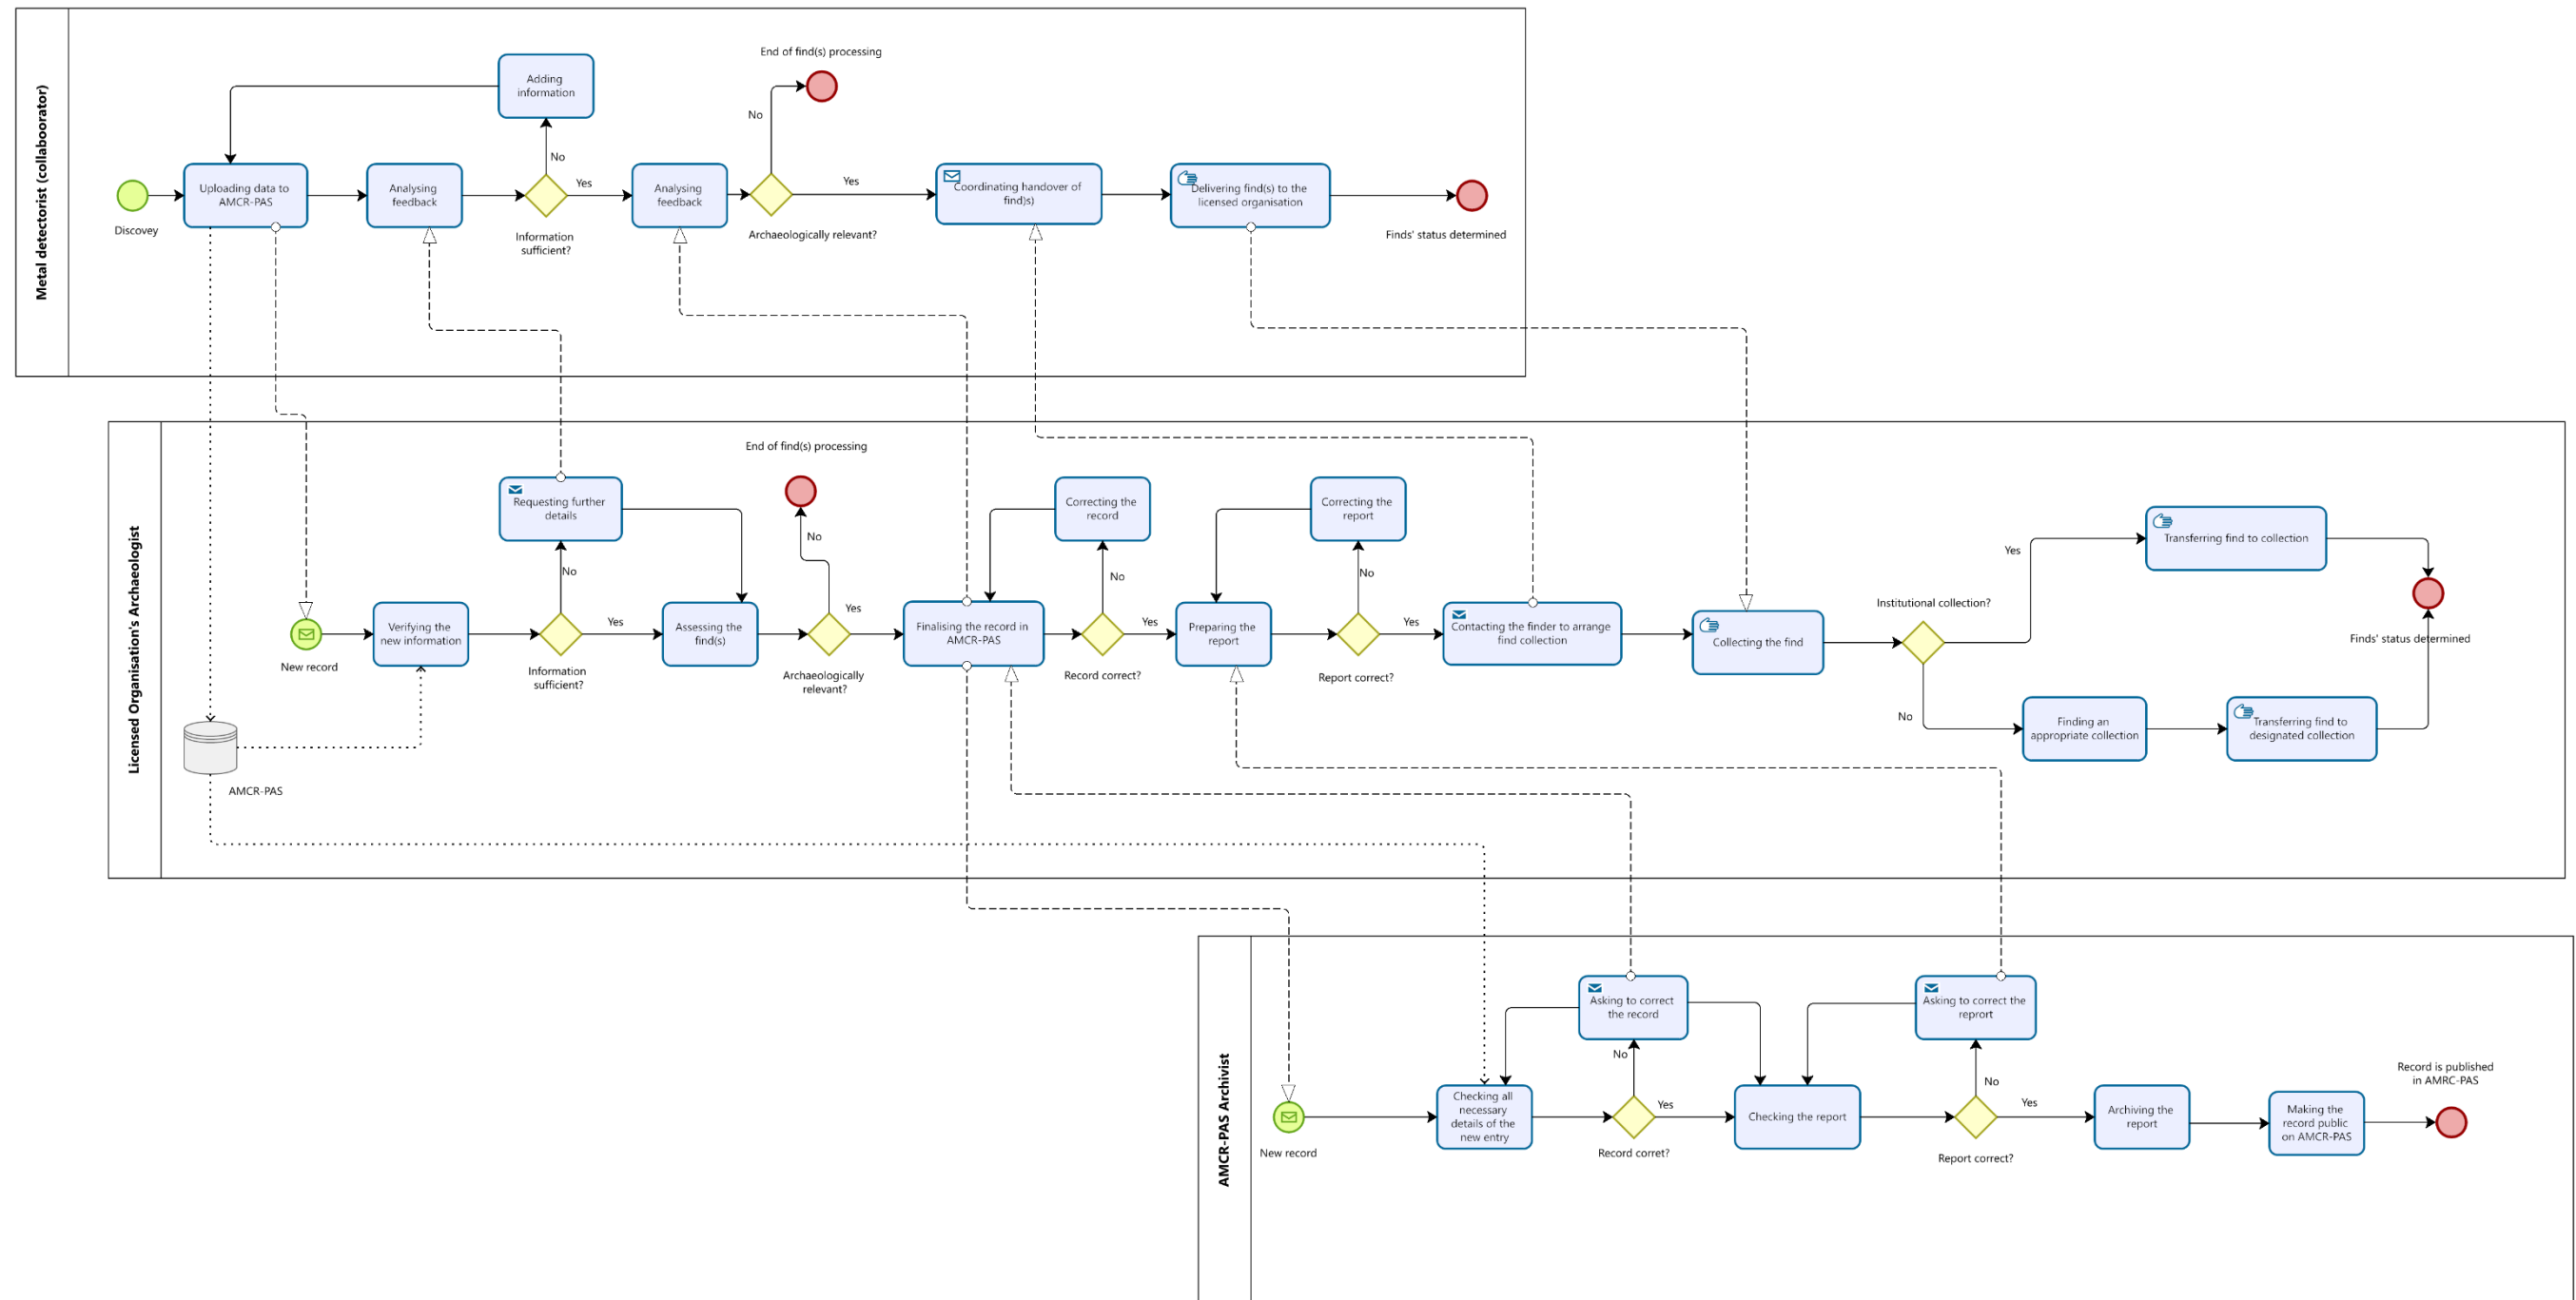 Metal detectorist (collaboorator)
End of find(s) processing
Adding
information
No
No
Uploading data to
AMCR-PAS
Analysing
feedback
Yes
Analysing
feedback
Yes
Coordinating handover of
find)s)
Delivering find(s) to the
licensed organisation
Discovey
Information
sufficient?
Archaeologically relevant?
Finds' status determined
Licensed Organisation's Archaeologist
End of find(s) processing
Requesting further
details
No
Correcting the
record
Correcting the
report
Transferring find to collection
Yes
No
No
No
Institutional collection?
New record
Verifying the
new information
Yes
Assessing the
find(s)
Yes
Finalising the record in
AMCR-PAS
Yes
Preparing the
report
Yes
Contacting the finder to arrange
find collection
Collecting the find
Finds' status determined
Information
sufficient?
Archaeologically
relevant?
Record correct?
Report correct?
No
Finding an
appropriate collection
Transferring find to
designated collection
AMCR-PAS
AMCR-PAS Archivist
Asking to correct
the record
Asking to correct the
reprort
No
No
Record is published
in AMRC-PAS
New record
Checking all
necessary
details of the
new entry
Yes
Checking the report
Yes
Archiving the
report
Making the
record public
on AMCR-PAS
Record corret?
Report correct?